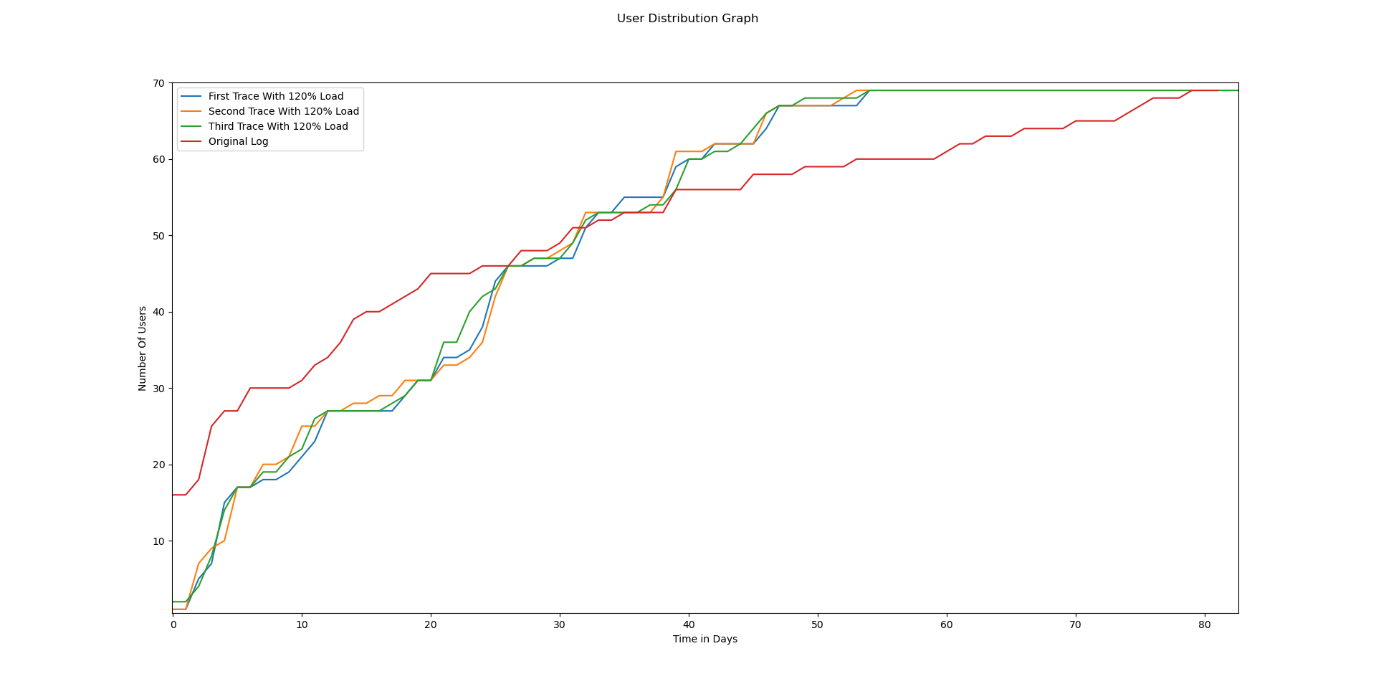 User Distribution Graph
First Trace With 120% Load
Second Trace With 120% Load
Third Trace With 120% Load
Original Log
70
60
50
40
30
20
10
Number Of Users
0 10 20 30 40 50 60 70 80
Time in Days